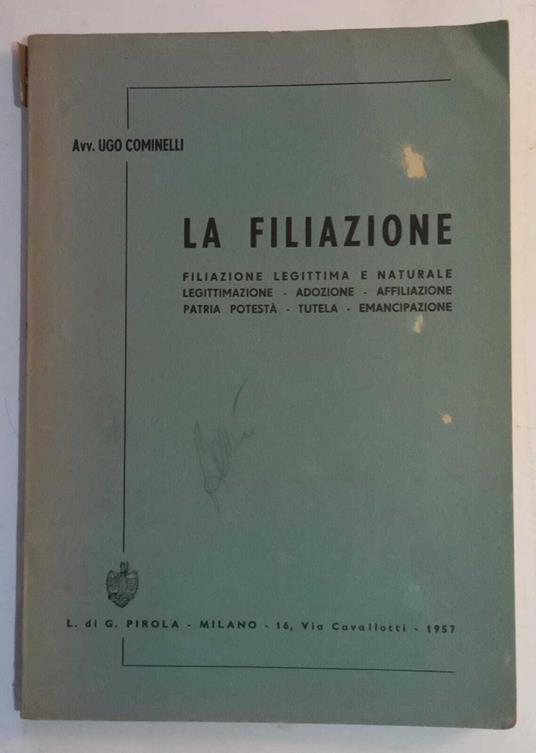 Avv. UGO COMINELLI
LA FILIAZIONE
FILIAZIONE LEGITTIMA E NATURALE
LEGITTIMAZIONE - ADOZIONE - AFFILIAZIONE
PATRIA POTESTÀ - TUTELA - EMANCIPAZIONE
L. di G. PIROLA - MILANO - 16, Via Cavallotti - 1957